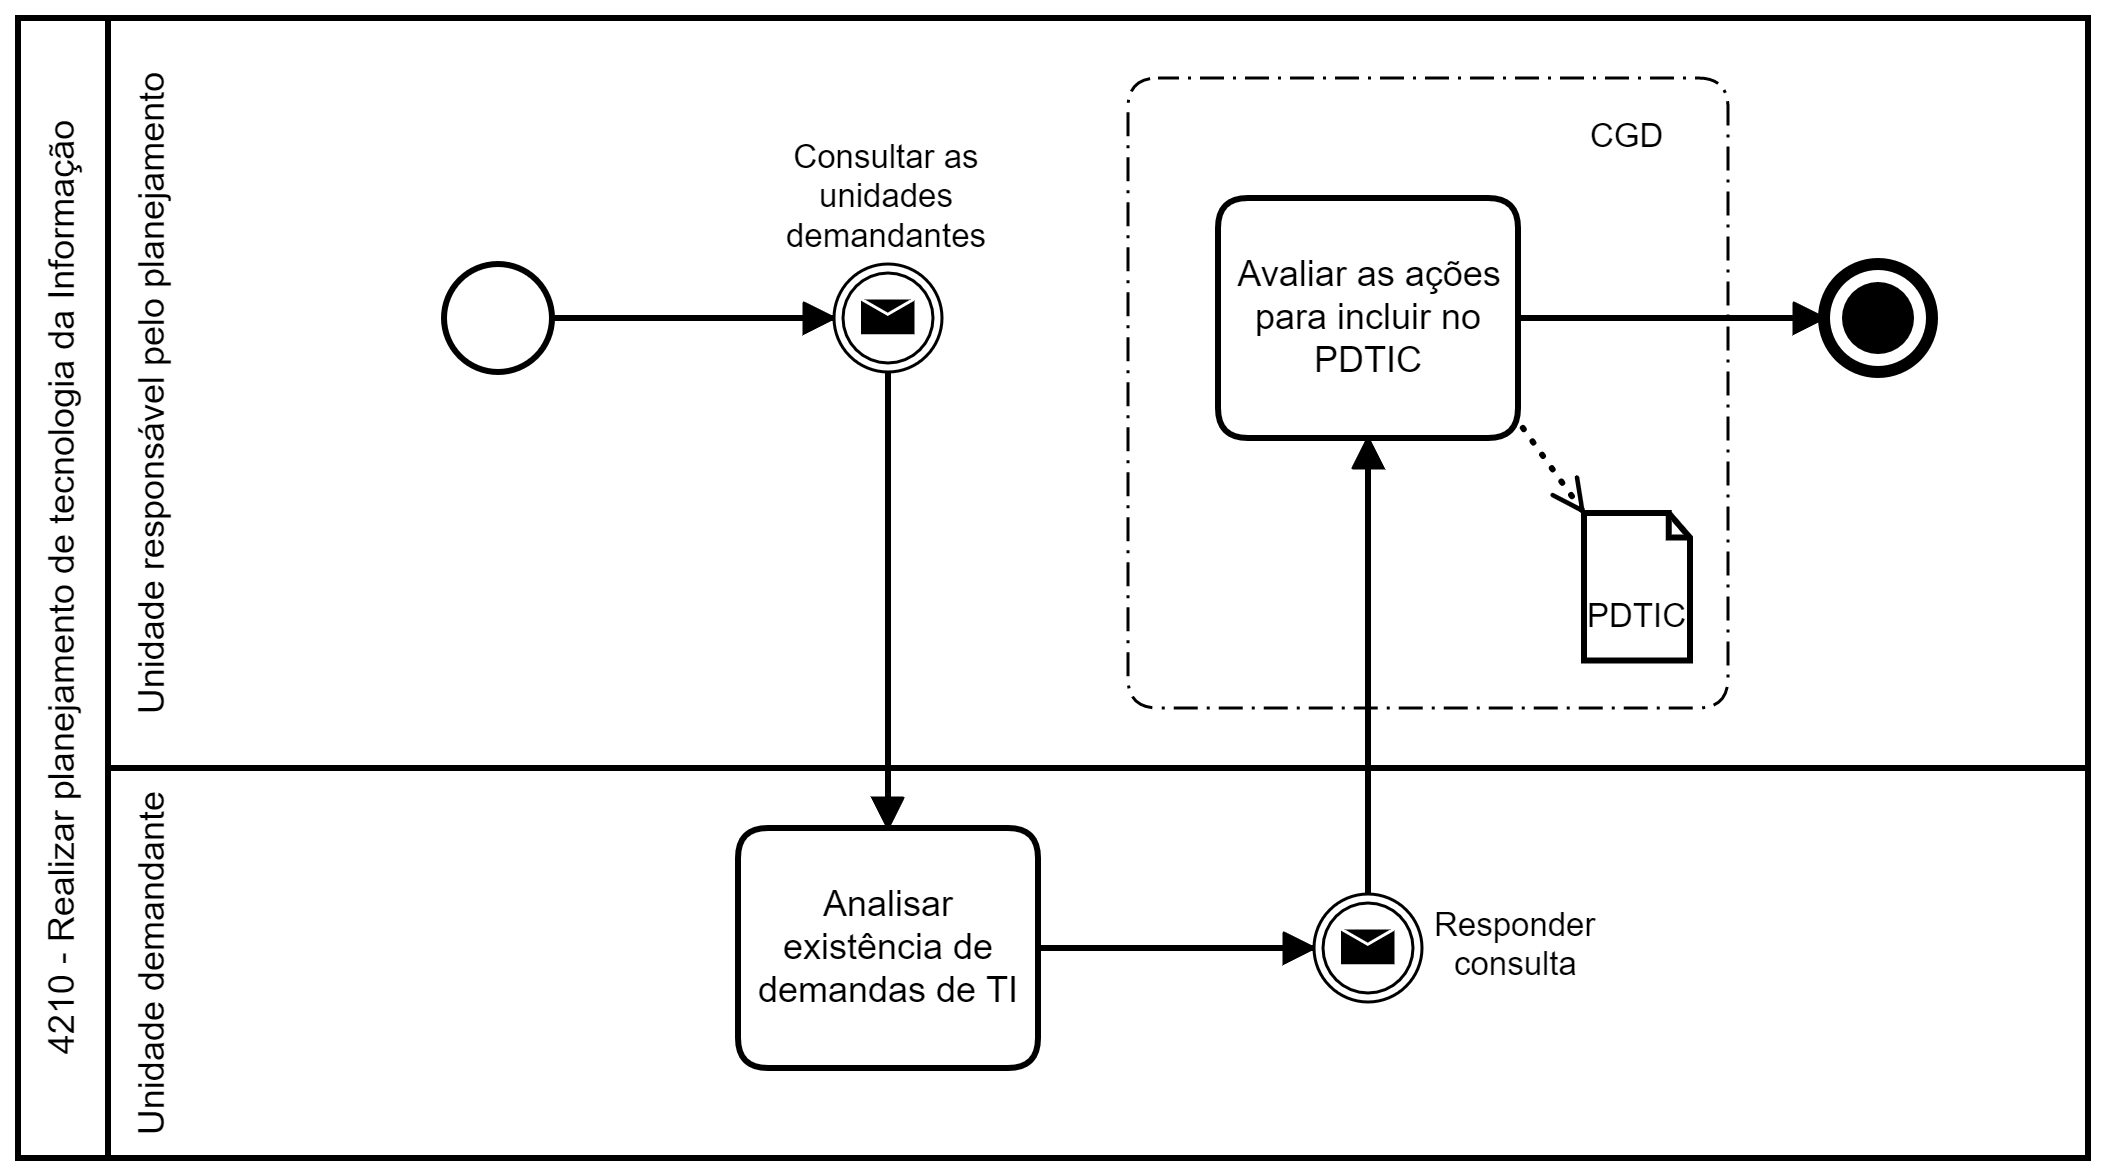 4210 - Realizar planejamento de tecnologia da Informação
Unidade responsável pelo planejamento
Consultar as
unidades
demandantes
CGD
Avaliar as ações
para incluir no
PDTIC
PDTIC
Unidade demandante
Analisar
existência de
demandas de TI
Responder
consulta